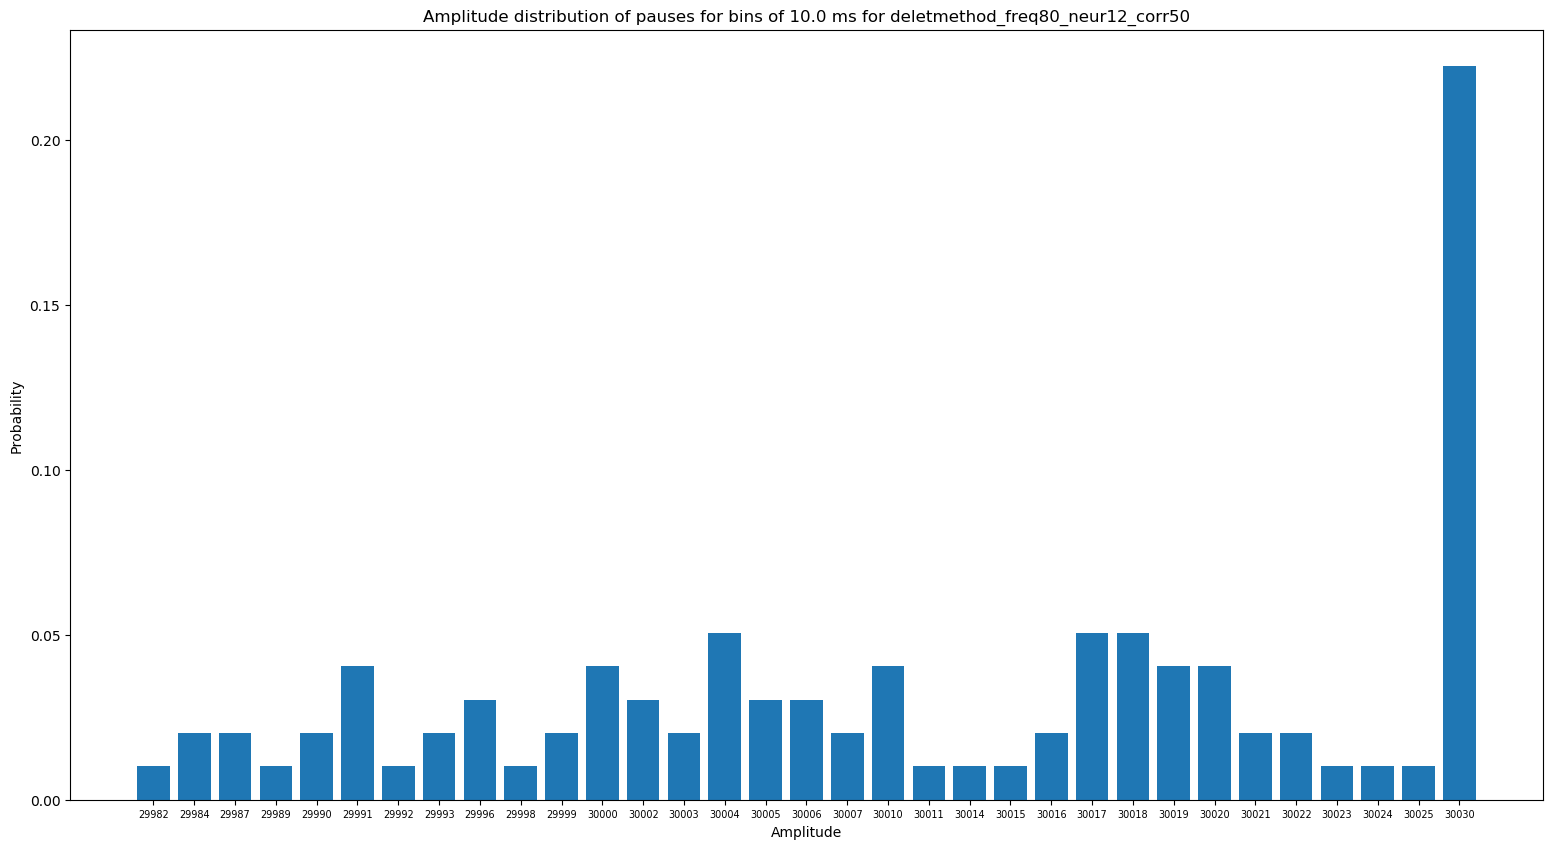 Amplitude distribution of pauses for bins of 10.0 ms for deletmethod_freq80_neur12_corr50
0.20
0.15
0.10
0.05
0.00
Probability
29982 29984 29987 29989 29990 29991 29992 29993 29996 29998 29999 30000 30002 30003 30004 30005 30006 30007 30010 30011 30014 30015 30016 30017 30018 30019 30020 30021 30022 30023 30024 30025 30030
Amplitude